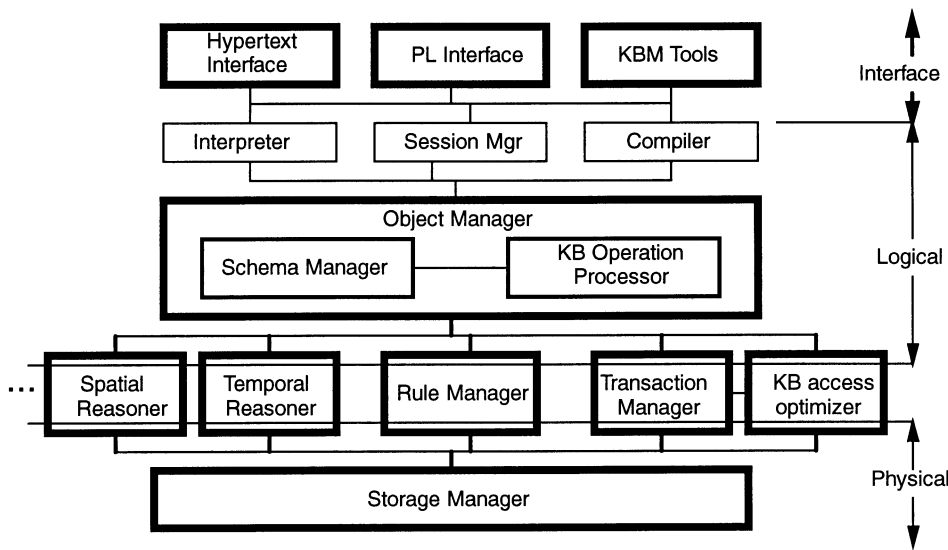 Hypertext
Interface
PL Interface
KBM Tools
Interface
Interpreter
Session Mgr
Compiler
Object Manager
Schema Manager
KB Operation
Processor
Logical
...
Spatial
Reasoner
Temporal
Reasoner
Rule Manager
Transaction
Manager
KB access
optimizer
Physical
Storage Manager